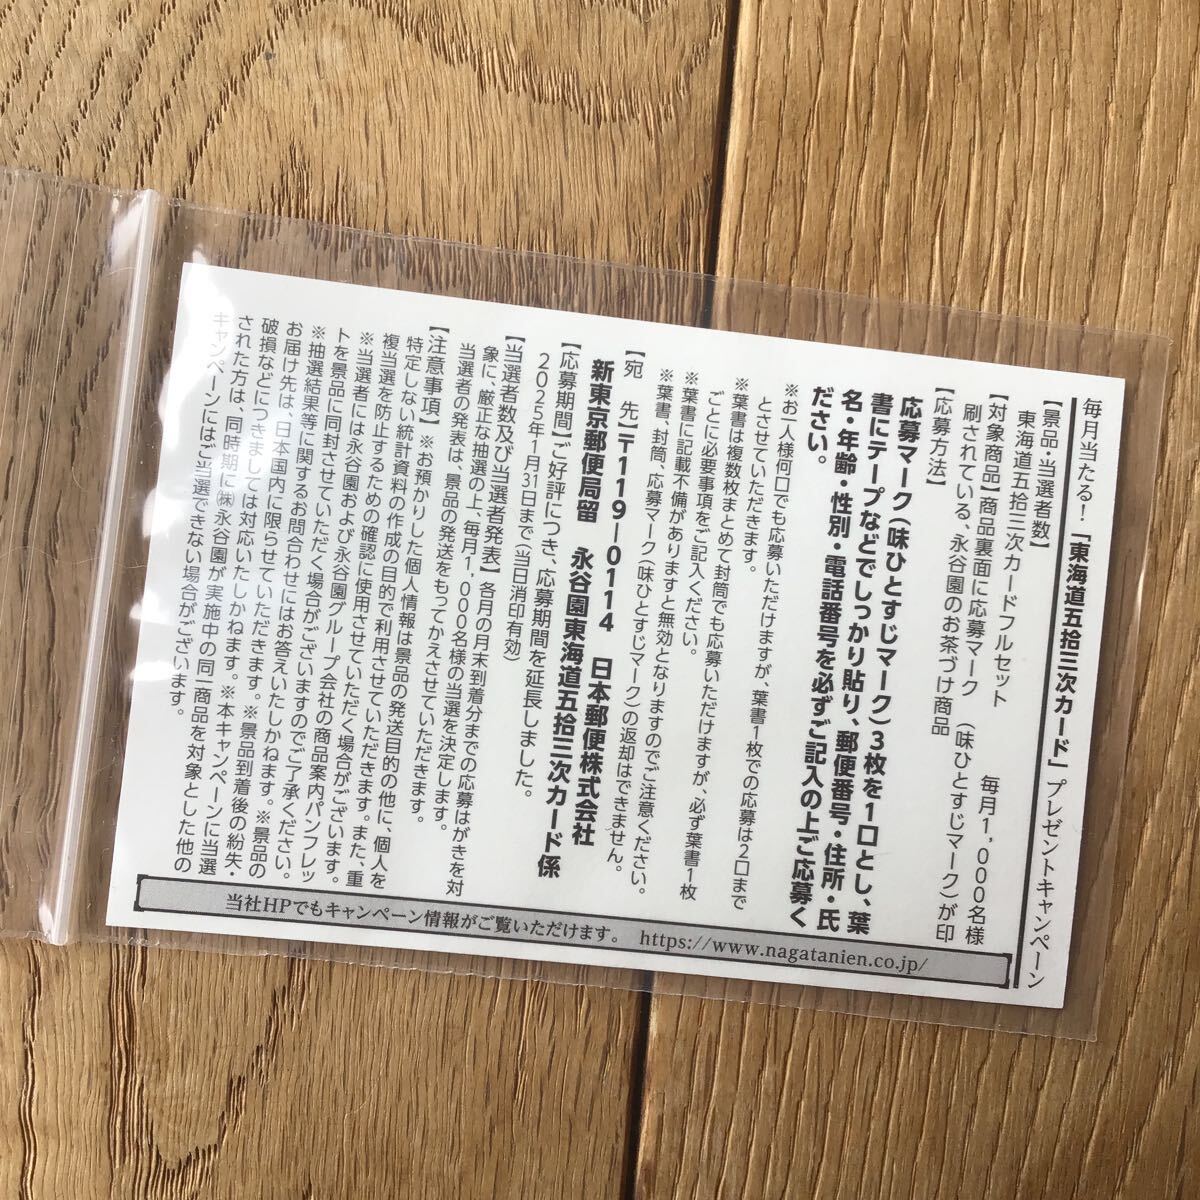 毎月当たる!「東海道五拾三次カード」プレゼントキャンペーン
【景品・当選者数】
東海道五拾三次カードフルセット　毎月1,000名様
【対象商品】商品裏面に応募マーク(味ひとすじマーク)が印
刷されている、永谷園のお茶づけ商品
【応募方法】
応募マーク(味ひとすじマーク)3枚を1口とし、葉
書にテープなどでしっかり貼り、郵便番号・住所・氏
名・年齢・性別・電話番号を必ずご記入の上ご応募く
ださい。
※お一人様何口でも応募いただけますが、葉書1枚での応募は2口まで
とさせていただきます。
※葉書は複数枚まとめて封筒でも応募いただけますが、必ず葉書1枚
ごとに必要事項をご記入ください。
※葉書に記載不備がありますと無効となりますのでご注意ください。
※葉書、封筒、応募マーク(味ひとすじマーク)の返却はできません。
【宛　先】〒119-0114　日本郵便株式会社
新東京郵便局留　永谷園東海道五拾三次カード係
【応募期間】ご好評につき、応募期間を延長しました。
2025年1月31日まで(当日消印有効)
【当選者数及び当選者発表】各月の月末到着分までの応募はがきを対
象に、厳正な抽選の上、毎月1,000名様の当選を決定します。
当選者の発表は、景品の発送をもってかえさせていただきます。
【注意事項】※お預かりした個人情報は景品の発送目的の他に、個人を
特定しない統計資料の作成の目的で利用させていただきます。また、重
複当選を防止するための確認に使用させていただく場合がございます。
※当選者には永谷園および永谷園グループ会社の商品案内パンフレッ
トを景品に同封させていただく場合がございますのでご了承ください。
※抽選結果等に関するお問合わせにはお答えいたしかねます。※景品の
お届け先は、日本国内に限らせていただきます。※景品到着後の紛失・
破損などにつきましては対応いたしかねます。※本キャンペーンに当選
された方は、同時期に㈱永谷園が実施中の同一商品を対象とした他の
キャンペーンにはご当選できない場合がございます。
当社HPでもキャンペーン情報がご覧いただけます。 https://www.nagatanien.co.jp/